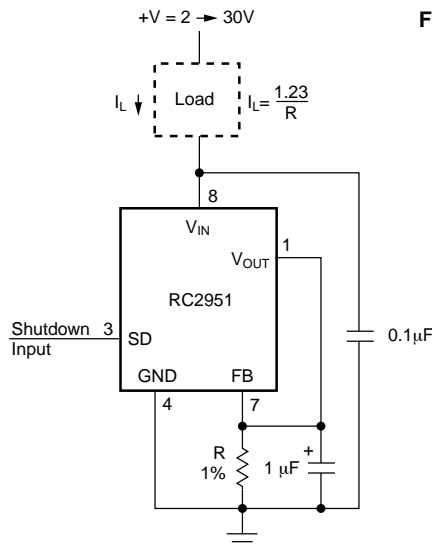 +V = 2 → 30V
F
I_L
Load
I_L = 1.23/R
8
V_IN
1
V_OUT
RC2951
0.1µF
Shutdown
Input
3
SD
GND
FB
4
7
R
1%
1 µF
+